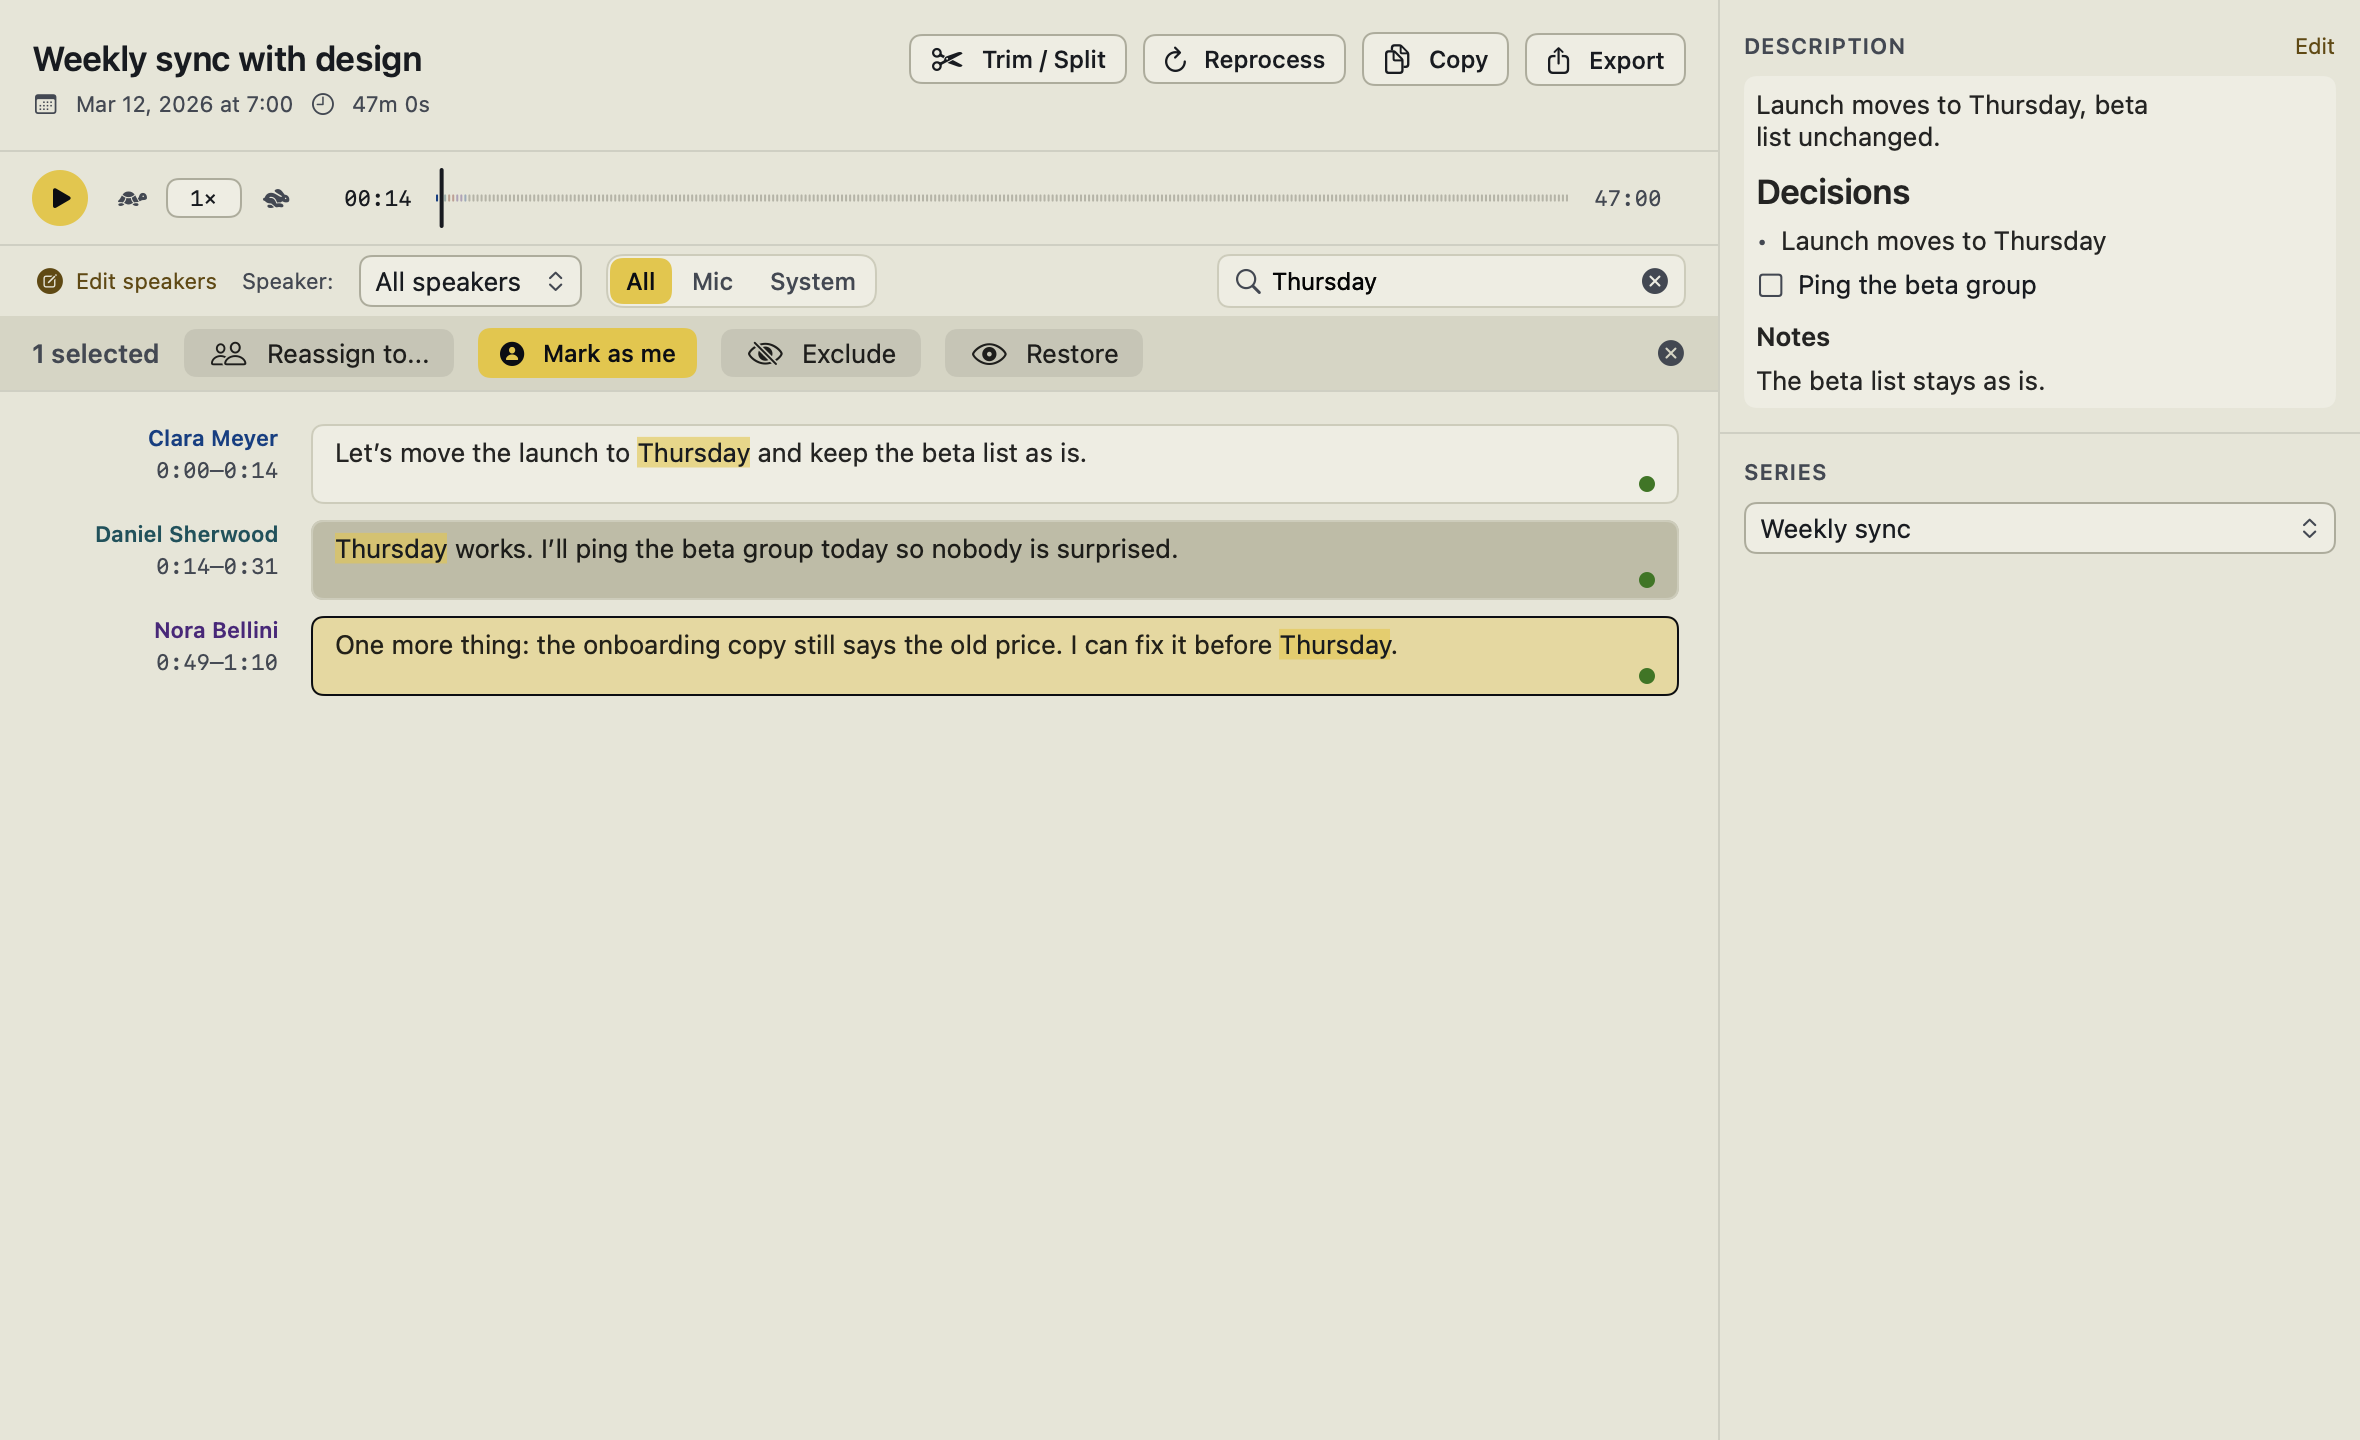 Weekly sync with design
Mar 12, 2026 at 7:00 47m 0s
Trim / Split
Reprocess
Copy
Export
1×
00:14
47:00
Edit speakers
Speaker:
All speakers
All
Mic
System
Thursday
1 selected
Reassign to...
Mark as me
Exclude
Restore
Clara Meyer
0:00–0:14
Let’s move the launch to Thursday and keep the beta list as is.
Daniel Sherwood
0:14–0:31
Thursday works. I’ll ping the beta group today so nobody is surprised.
Nora Bellini
0:49–1:10
One more thing: the onboarding copy still says the old price. I can fix it before Thursday.
DESCRIPTION
Edit
Launch moves to Thursday, beta
list unchanged.
Decisions
• Launch moves to Thursday
Ping the beta group
Notes
The beta list stays as is.
SERIES
Weekly sync